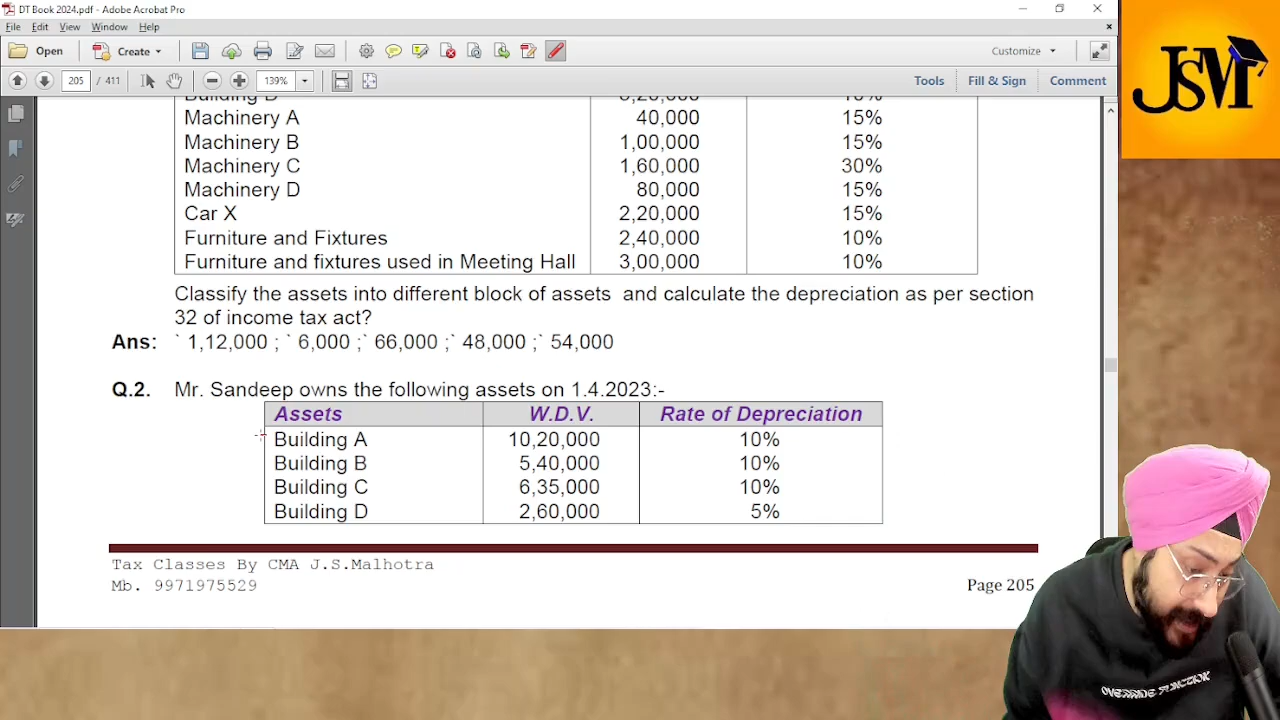 DT Book 2024.pdf - Adobe Acrobat Pro
File Edit View Window Help
Open Create Customize
205 / 411 139% Tools Fill & Sign Comment
JSM
Machinery A 40,000 15%
Machinery B 1,00,000 15%
Machinery C 1,60,000 30%
Machinery D 80,000 15%
Car X 2,20,000 15%
Furniture and Fixtures 2,40,000 10%
Furniture and fixtures used in Meeting Hall 3,00,000 10%
Classify the assets into different block of assets and calculate the depreciation as per section
32 of income tax act?
Ans: ` 1,12,000 ; ` 6,000 ;` 66,000 ;` 48,000 ;` 54,000
Q.2. Mr. Sandeep owns the following assets on 1.4.2023:-
Assets W.D.V. Rate of Depreciation
Building A 10,20,000 10%
Building B 5,40,000 10%
Building C 6,35,000 10%
Building D 2,60,000 5%
Tax Classes By CMA J.S.Malhotra
Mb. 9971975529 Page 205